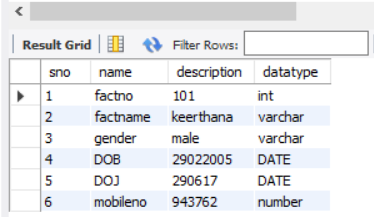 Result Grid Filter Rows:
sno name description datatype
1 factno 101 int
2 factname keerthana varchar
3 gender male varchar
4 DOB 29022005 DATE
5 DOJ 290617 DATE
6 mobileno 943762 number